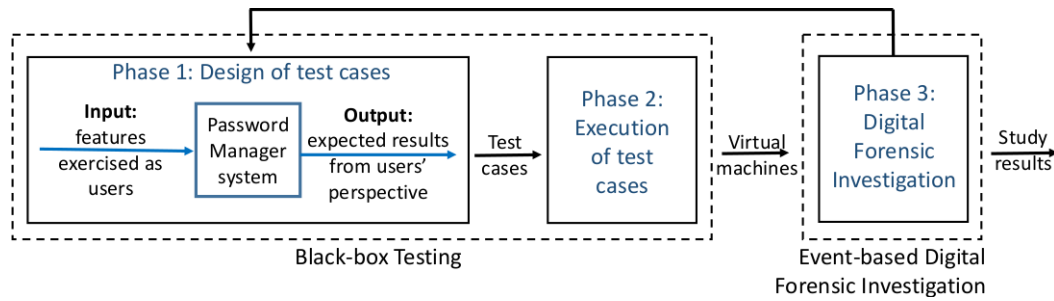 Phase 1: Design of test cases
Input:
features
exercised as
users
Password
Manager
system
Output:
expected results
from users’
perspective
Test
cases
Phase 2:
Execution
of test
cases
Virtual
machines
Phase 3:
Digital
Forensic
Investigation
Study
results
Black-box Testing
Event-based Digital
Forensic Investigation